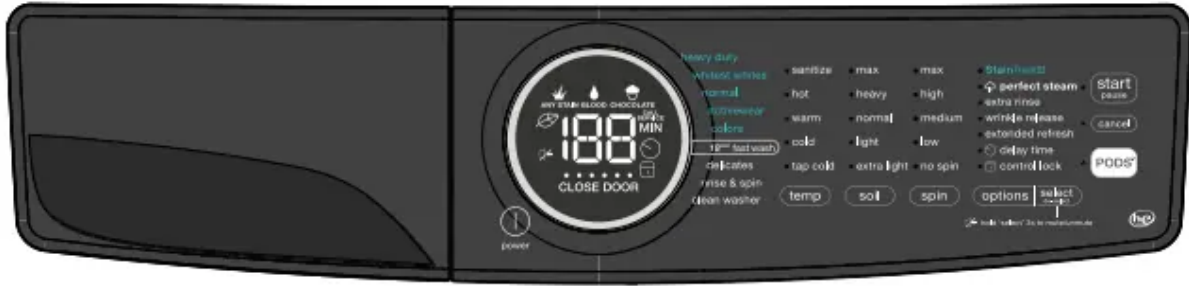 heavy duty
whitest whites
normal
activewear
colors
18min fast wash
delicates
rinse & spin
clean washer
ANY STAIN BLOOD CHOCOLATE
188
MIN
CLOSE DOOR
power
sanitize
hot
warm
cold
tap cold
temp
max
heavy
normal
light
extra light
soil
max
high
medium
low
no spin
spin
perfect steam
extra rinse
wrinkle release
extended refresh
delay time
control lock
options
select
start
pause
cancel
PODS
he